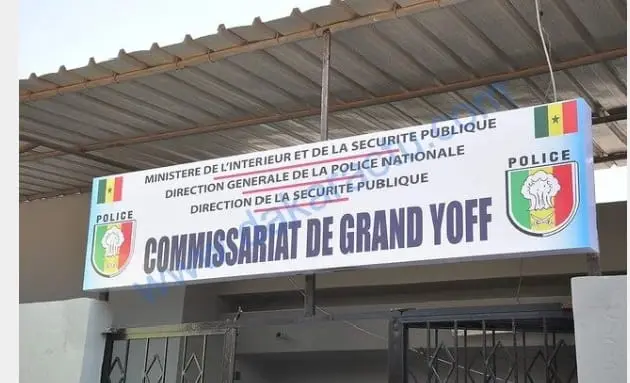 MINISTERE DE L'INTERIEUR ET DE LA SECURITE PUBLIQUE
DIRECTION GENERALE DE LA POLICE NATIONALE
DIRECTION DE LA SECURITE PUBLIQUE
POLICE
POLICE
COMMISSARIAT DE GRAND YOFF